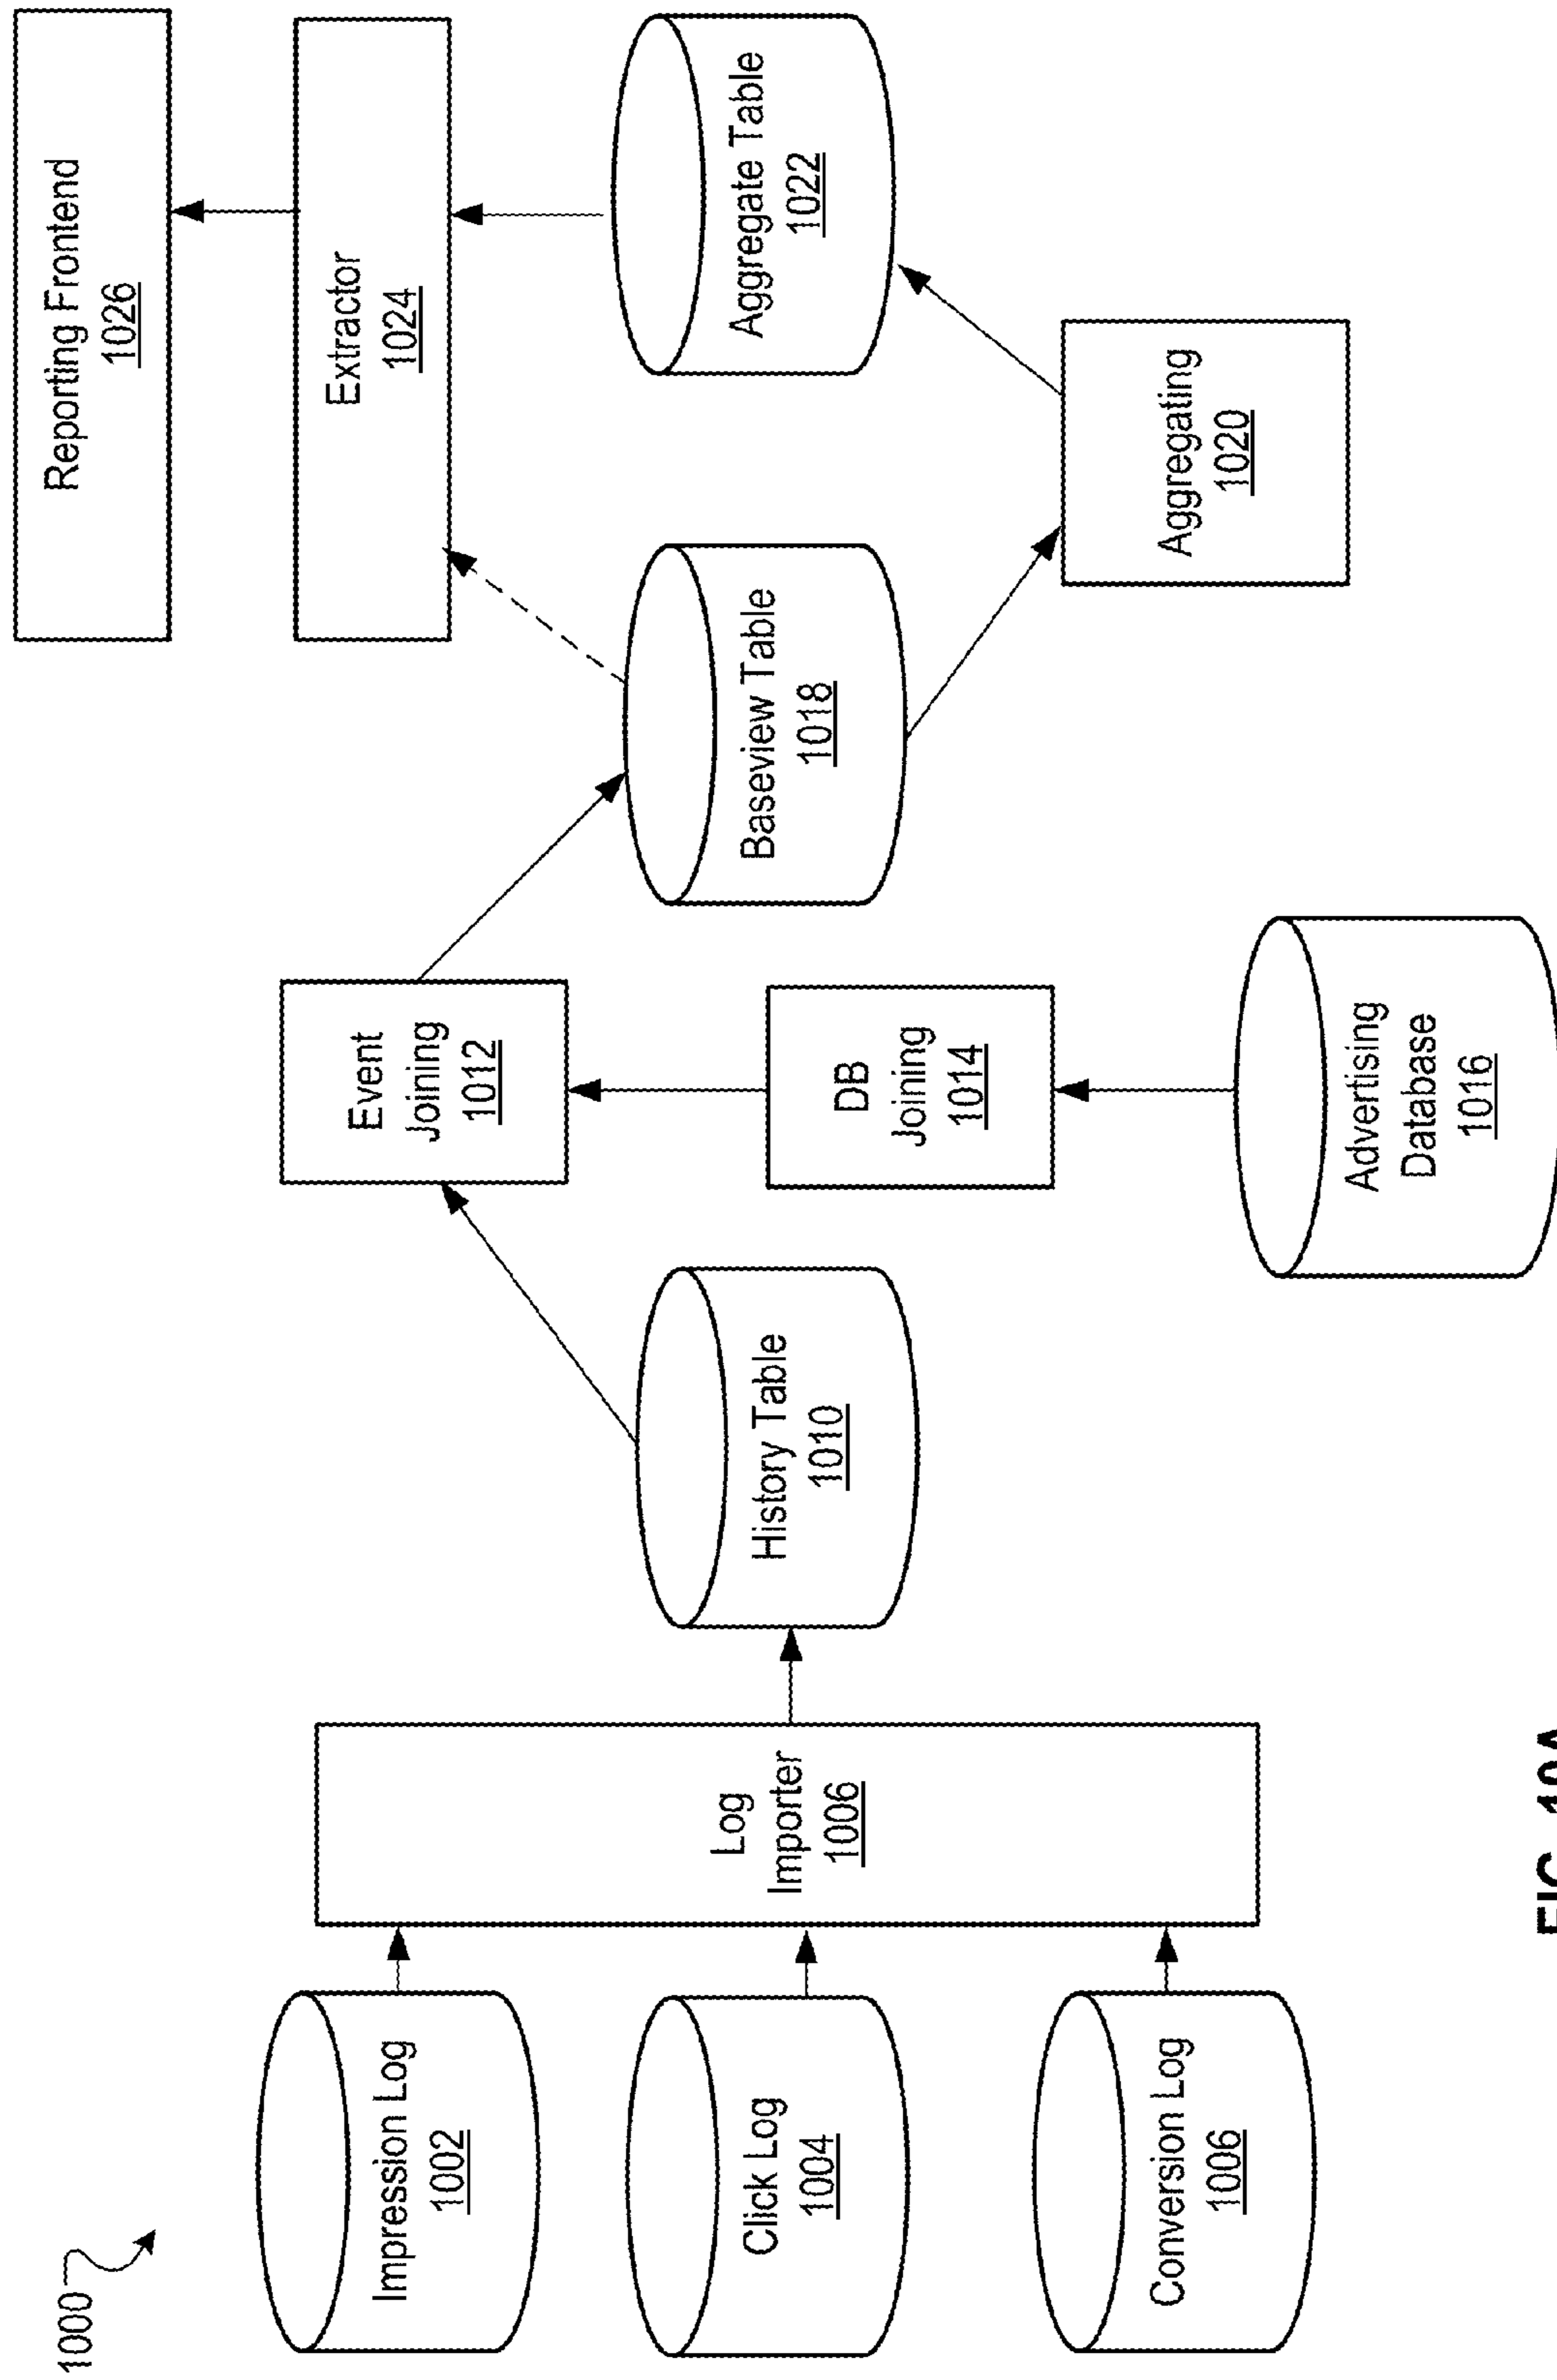 1000
Impression Log
1002
Click Log
1004
Conversion Log
1006
Log
Importer
1006
History Table
1010
Event
Joining
1012
DB
Joining
1014
Advertising
Database
1016
Baseview Table
1018
Aggregating
1020
Aggregate Table
1022
Extractor
1024
Reporting Frontend
1026
FIG. 10A